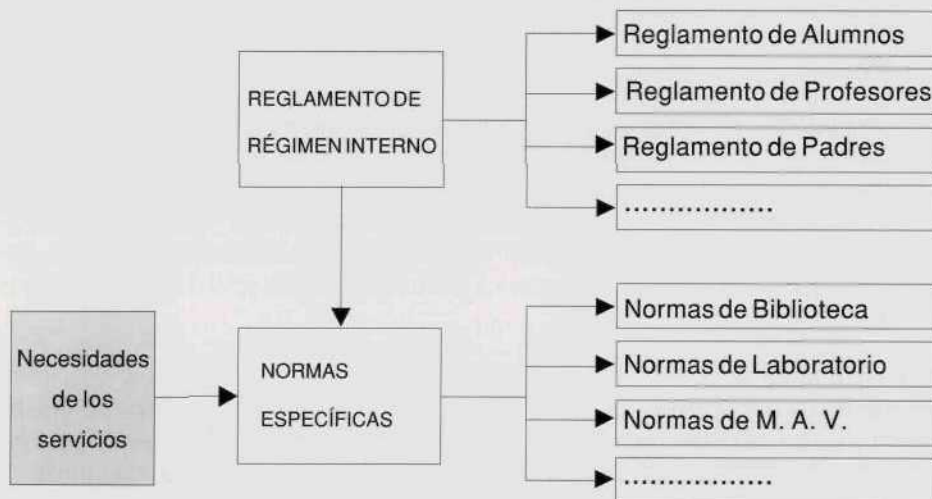 REGLAMENTO DE
RÉGIMEN INTERNO
Reglamento de Alumnos
Reglamento de Profesores
Reglamento de Padres
.................
Necesidades
de los
servicios
NORMAS
ESPECÍFICAS
Normas de Biblioteca
Normas de Laboratorio
Normas de M. A. V.
.................